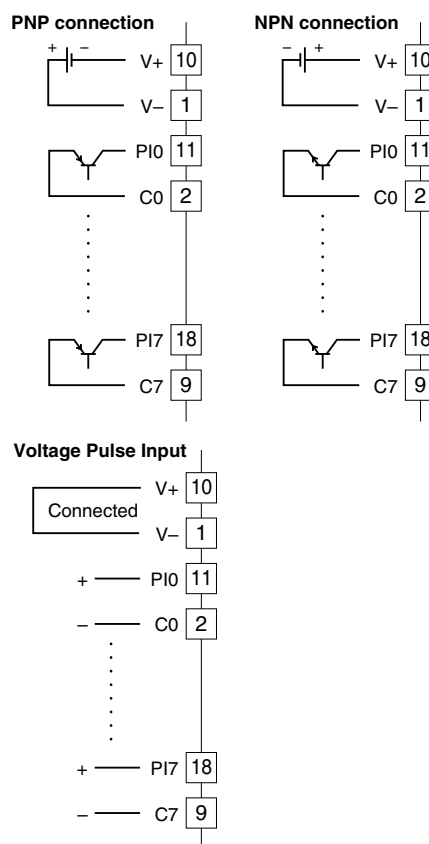 PNP connection
+ –
V+ 10
V– 1
PI0 11
C0 2
PI7 18
C7 9
NPN connection
– +
V+ 10
V– 1
PI0 11
C0 2
PI7 18
C7 9
Voltage Pulse Input
V+ 10
Connected
V– 1
+ PI0 11
– C0 2
+ PI7 18
– C7 9